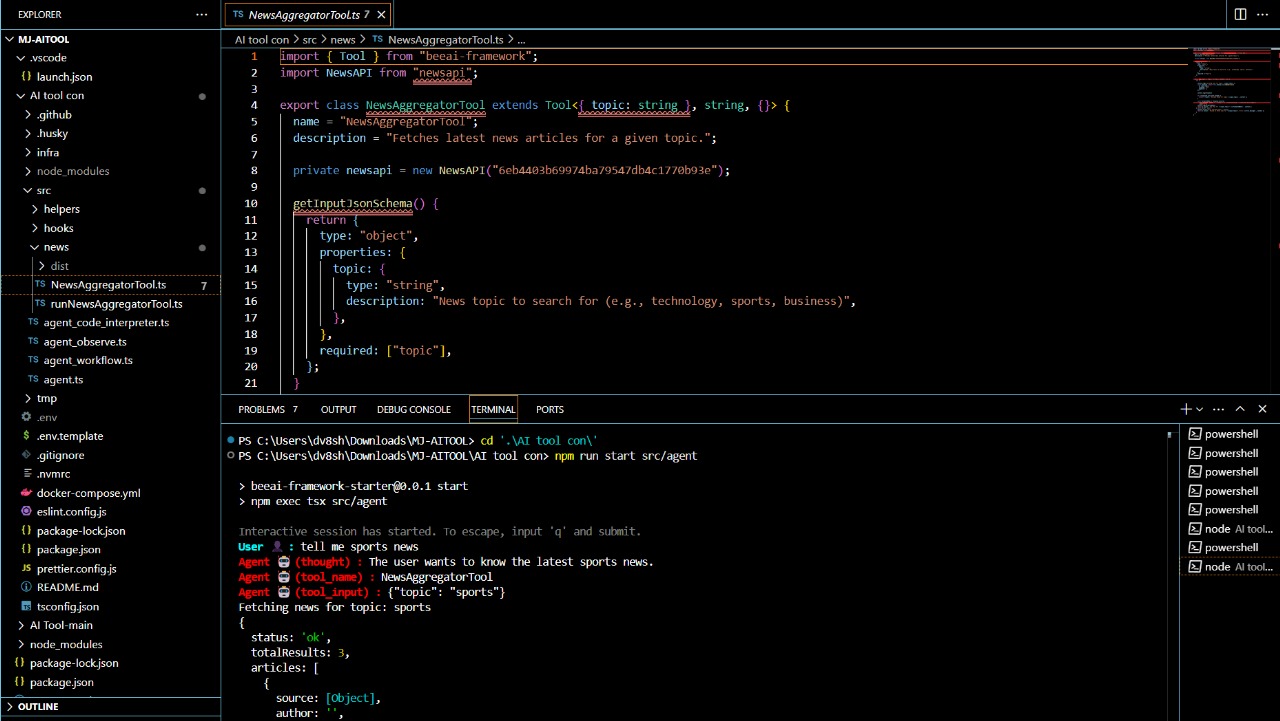 EXPLORER
MJ-AITOOL
.vscode
launch.json
AI tool con
.github
.husky
infra
node_modules
src
helpers
hooks
news
dist
TS NewsAggregatorTool.ts 7
TS runNewsAggregatorTool.ts
TS agent_code_interpreter.ts
TS agent_observe.ts
TS agent_workflow.ts
TS agent.ts
tmp
.env
$ .env.template
.gitignore
.nvmrc
docker-compose.yml
eslint.config.js
{} package-lock.json
{} package.json
JS prettier.config.js
README.md
tsconfig.json
AI Tool-main
node_modules
{} package-lock.json
{} package.json
OUTLINE
TS NewsAggregatorTool.ts 7
AI tool con > src > news > TS NewsAggregatorTool.ts > ...
1 import { Tool } from "beeai-framework";
2 import NewsAPI from "newsapi";
3
4 export class NewsAggregatorTool extends Tool<{ topic: string }, string, {}> {
5 name = "NewsAggregatorTool";
6 description = "Fetches latest news articles for a given topic.";
7
8 private newsapi = new NewsAPI("6eb4403b69974ba79547db4c1770b93e");
9
10 getInputJsonSchema() {
11 return {
12 type: "object",
13 properties: {
14 topic: {
15 type: "string",
16 description: "News topic to search for (e.g., technology, sports, business)",
17 },
18 },
19 required: ["topic"],
20 };
21 }
PROBLEMS 7 OUTPUT DEBUG CONSOLE TERMINAL PORTS
PS C:\Users\dv8sh\Downloads\MJ-AITOOL> cd '.\AI tool con\'
PS C:\Users\dv8sh\Downloads\MJ-AITOOL\AI tool con> npm run start src/agent
> beeai-framework-starter@0.0.1 start
> npm exec tsx src/agent
Interactive session has started. To escape, input 'q' and submit.
User 👤 : tell me sports news
Agent 🤖 (thought) : The user wants to know the latest sports news.
Agent 🤖 (tool_name) : NewsAggregatorTool
Agent 🤖 (tool_input) : {"topic": "sports"}
Fetching news for topic: sports
{
status: 'ok',
totalResults: 3,
articles: [
{
source: [Object],
author: '',
powershell
powershell
powershell
powershell
powershell
node AI tool...
powershell
node AI tool...